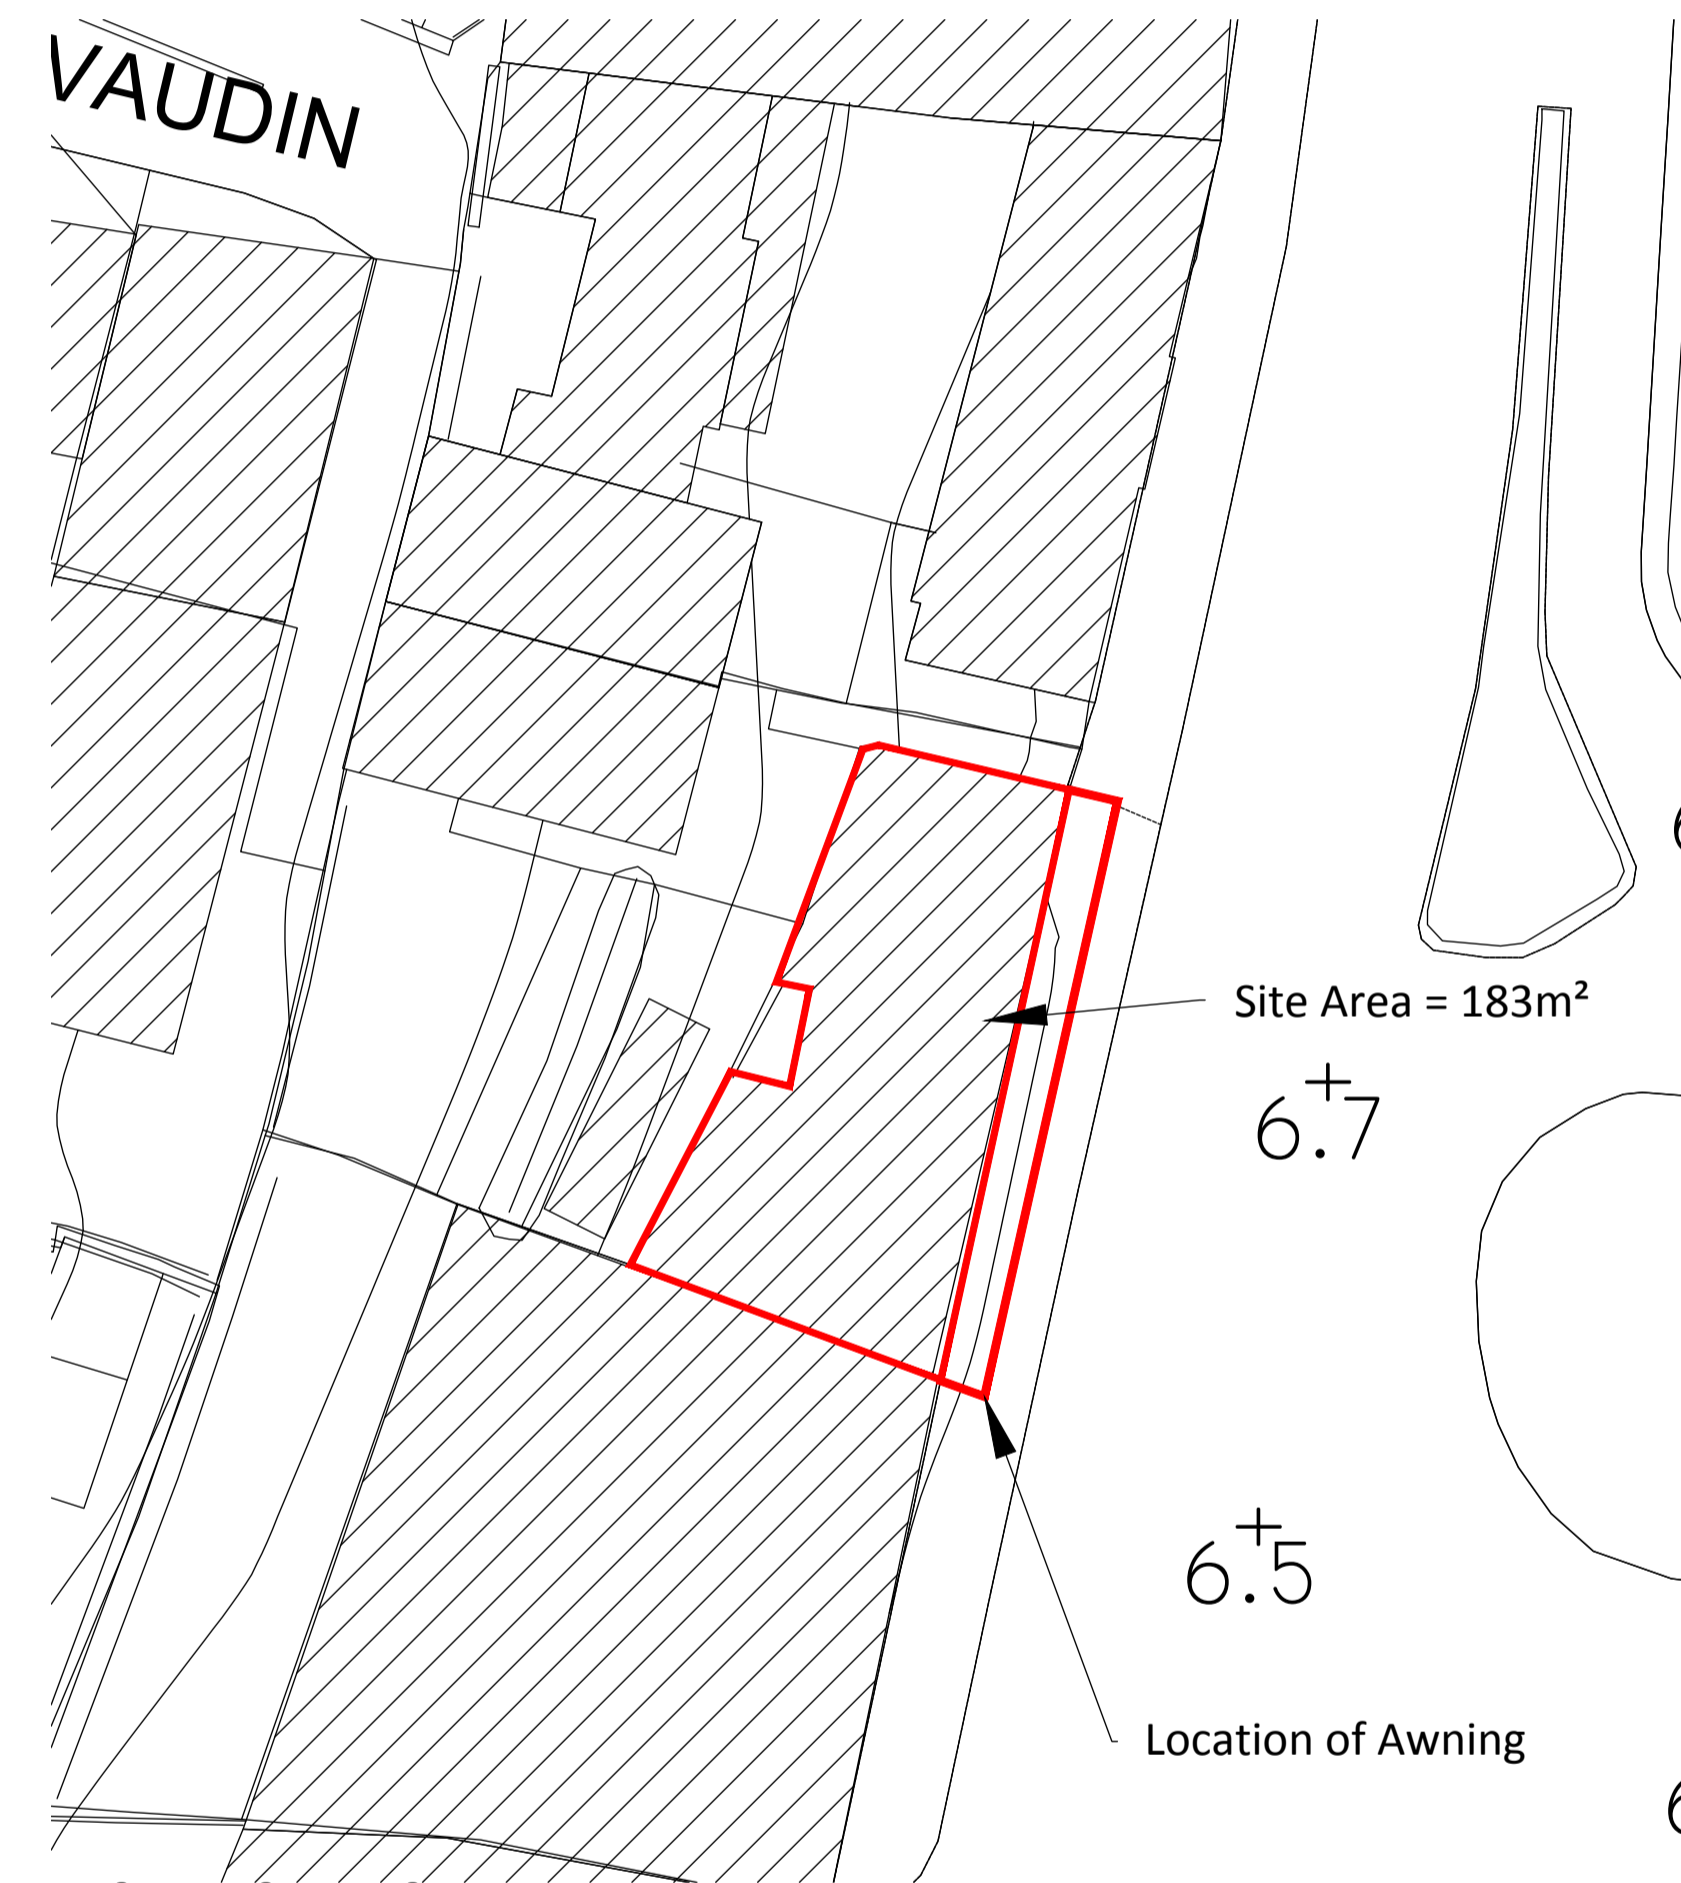 VAUDIN
Site Area = 183m²
6.7
6.5
Location of Awning